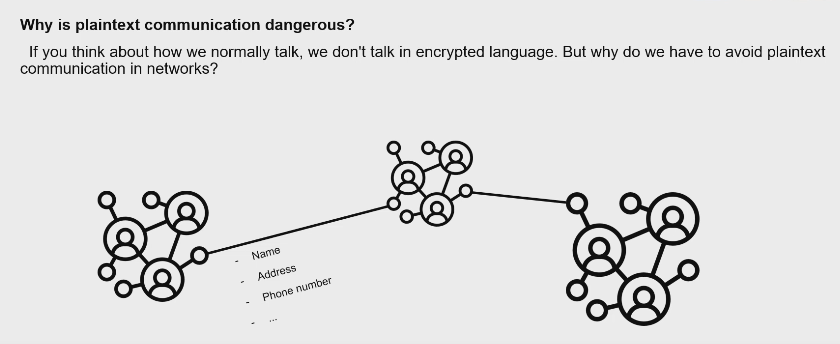 Why is plaintext communication dangerous?
If you think about how we normally talk, we don't talk in encrypted language. But why do we have to avoid plaintext
communication in networks?
- Name
- Address
- Phone number
- ...